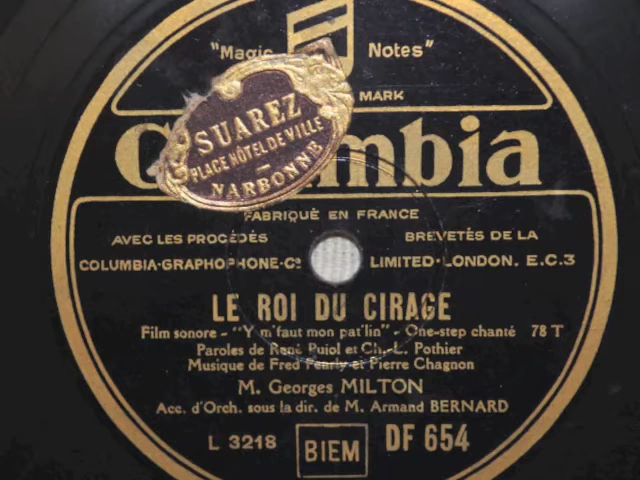 "Magic Notes"
MARK
Columbia
SUAREZ
PLACE HÔTEL DE VILLE
NARBONNE
FABRIQUÉ EN FRANCE
AVEC LES PROCÉDÉS BREVETÉS DE LA
COLUMBIA·GRAPHOPHONE·Cº LIMITED·LONDON. E.C.3
LE ROI DU CIRAGE
Film sonore - "Y m'faut mon pat'lin" - One-step chanté 78 T
Paroles de René Pujol et Ch.-L. Pothier
Musique de Fred Pearly et Pierre Chagnon
M. Georges MILTON
Acc. d'Orch. sous la dir. de M. Armand BERNARD
L 3218 BIEM DF 654